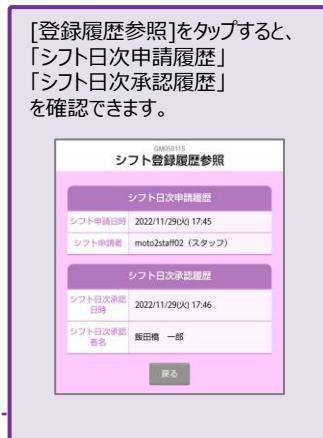 [登録履歴参照]をタップすると、
「シフト日次申請履歴」
「シフト日次承認履歴」
を確認できます。
GM050115
シフト登録履歴参照
シフト日次申請履歴
シフト申請日時 2022/11/29(火) 17:45
シフト申請者 moto2staff02（スタッフ）
シフト日次承認履歴
シフト日次承認
日時 2022/11/29(火) 17:46
シフト日次承認
者名 飯田橋　一郎
戻る